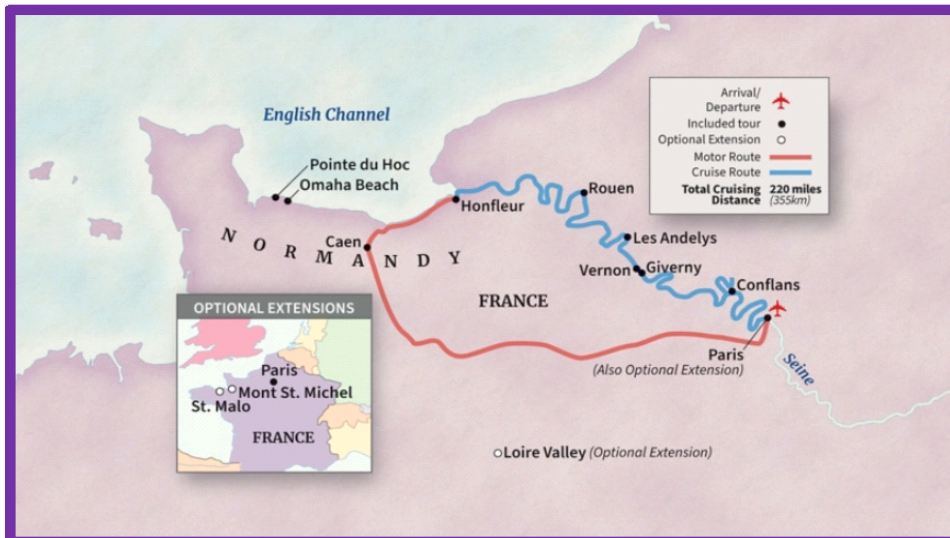 English Channel
Pointe du Hoc
Omaha Beach
Arrival/
Departure
Included tour
Optional Extension
Motor Route
Cruise Route
Total Cruising 220 miles
Distance (355km)
Rouen
Honfleur
Caen
NORMANDY
Les Andelys
Vernon
Giverny
Conflans
FRANCE
Paris
(Also Optional Extension)
Seine
OPTIONAL EXTENSIONS
Paris
Mont St. Michel
St. Malo
FRANCE
Loire Valley (Optional Extension)